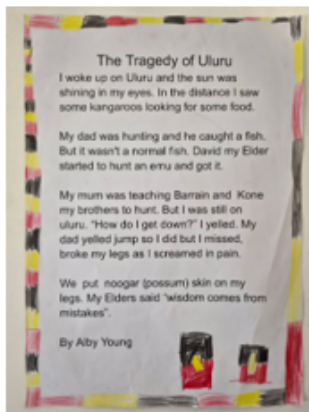 The Tragedy of Uluru
I woke up on Uluru and the sun was
shining in my eyes. In the distance I saw
some kangaroos looking for some food.
My dad was hunting and he caught a fish.
But it wasn't a normal fish. David my Elder
started to hunt an emu and got it.
My mum was teaching Barrain and Kone
my brothers to hunt. But I was still on
uluru. "How do I get down?" I yelled. My
dad yelled jump so I did but I missed,
broke my legs as I screamed in pain.
We put noogar (possum) skin on my
legs. My Elders said "wisdom comes from
mistakes".
By Alby Young